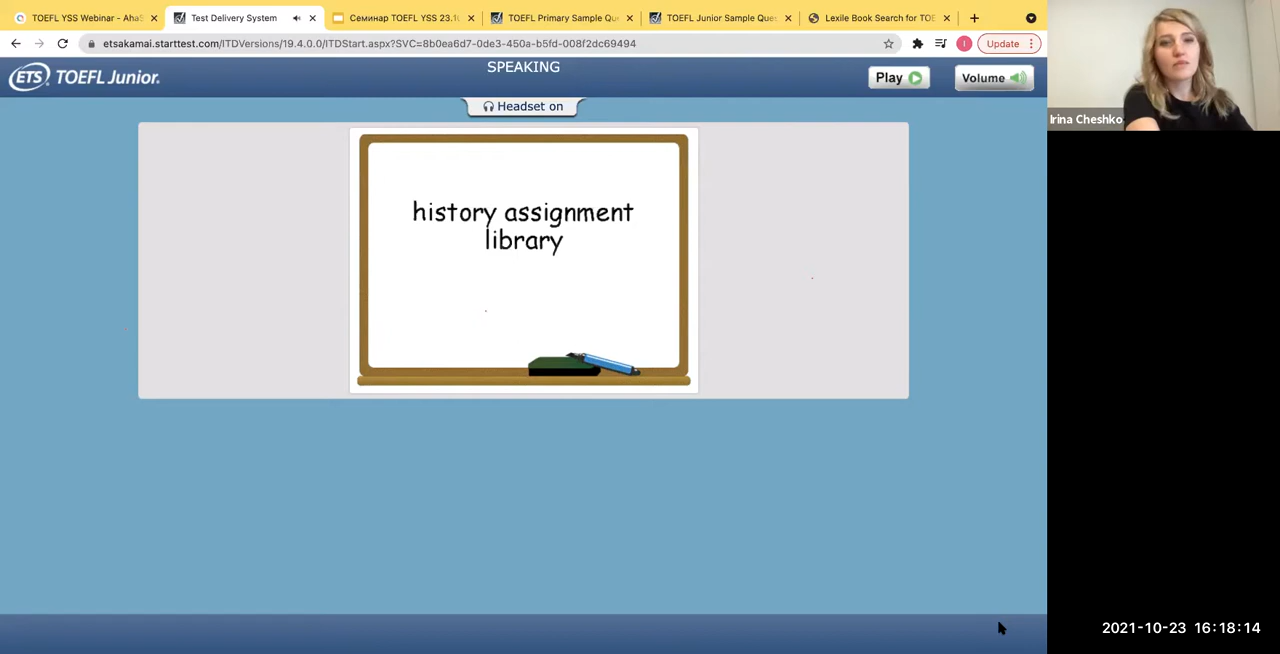 TOEFL YSS Webinar - AhaS
Test Delivery System
Семинар TOEFL YSS 23.10
TOEFL Primary Sample Que
TOEFL Junior Sample Ques
Lexile Book Search for TOE
etsakamai.starttest.com/ITDVersions/19.4.0.0/ITDStart.aspx?SVC=8b0ea6d7-0de3-450a-b5fd-008f2dc69494
I
Update
ETS TOEFL Junior.
SPEAKING
Play
Volume
Headset on
Irina Cheshko
history assignment
library
2021-10-23 16:18:14